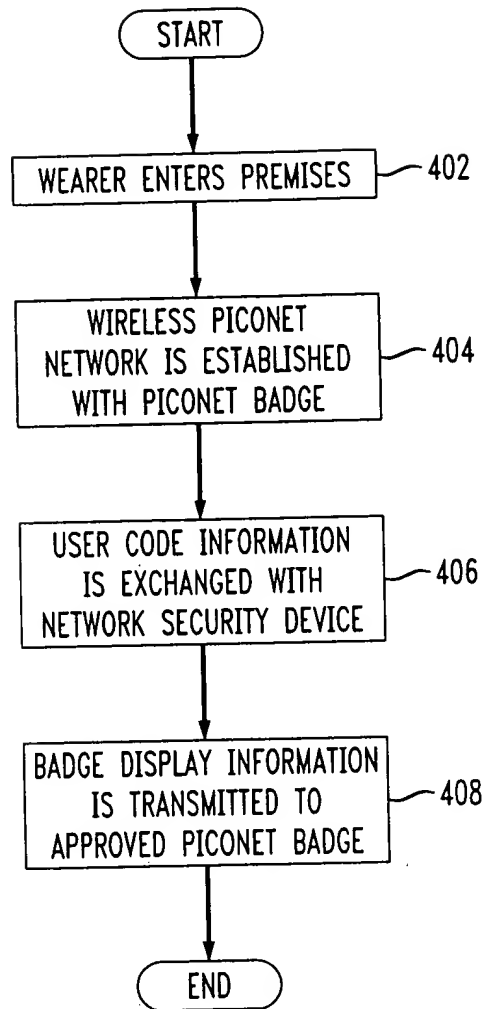 START
WEARER ENTERS PREMISES
402
WIRELESS PICONET
NETWORK IS ESTABLISHED
WITH PICONET BADGE
404
USER CODE INFORMATION
IS EXCHANGED WITH
NETWORK SECURITY DEVICE
406
BADGE DISPLAY INFORMATION
IS TRANSMITTED TO
APPROVED PICONET BADGE
408
END